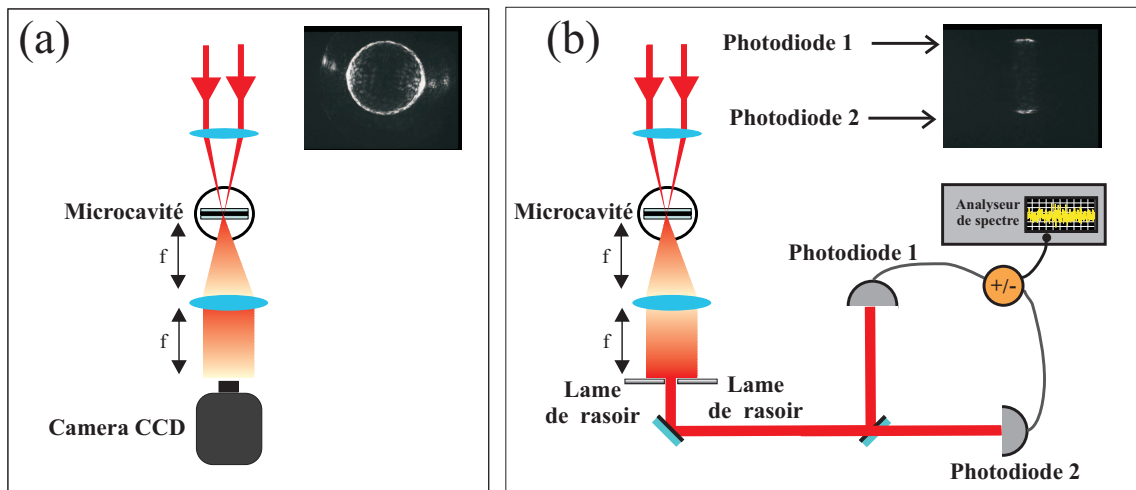 (a)
Microcavité
f
f
Camera CCD
(b)
Photodiode 1
Photodiode 2
Microcavité
f
f
Lame
de rasoir
Lame
de rasoir
Analyseur
de spectre
Photodiode 1
+/-
Photodiode 2